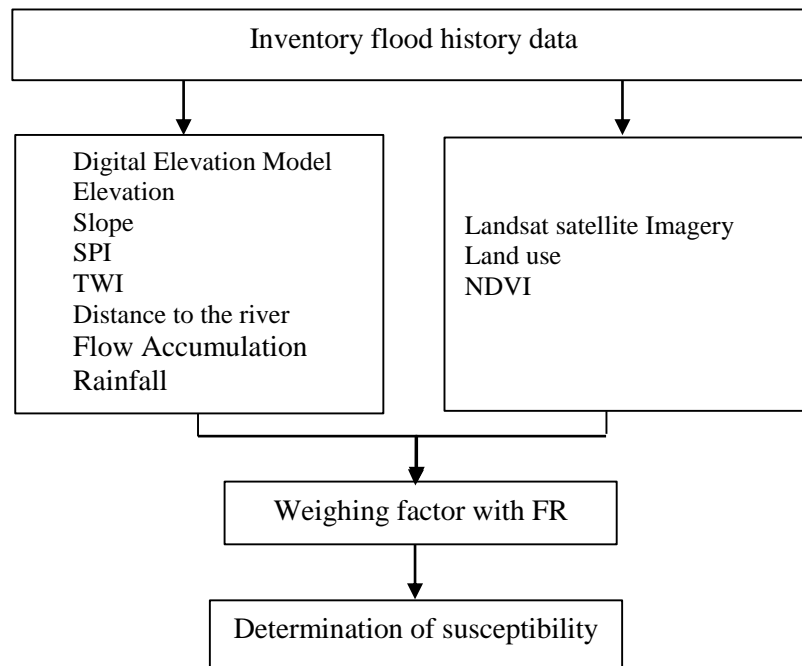 Inventory flood history data
Digital Elevation Model
Elevation
Slope
SPI
TWI
Distance to the river
Flow Accumulation
Rainfall
Landsat satellite Imagery
Land use
NDVI
Weighing factor with FR
Determination of susceptibility